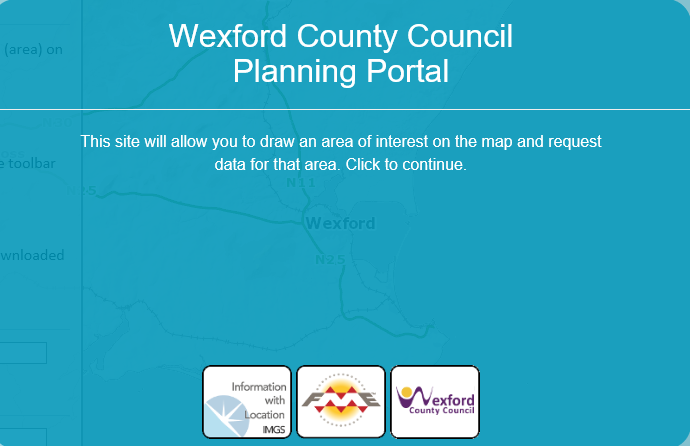 Wexford County Council
Planning Portal
(area) on
This site will allow you to draw an area of interest on the map and request
data for that area. Click to continue.
e toolbar
N11
25
Wexford
N25
wnloaded
Information
with
Location
IMGS
FME
Wexford
County Council